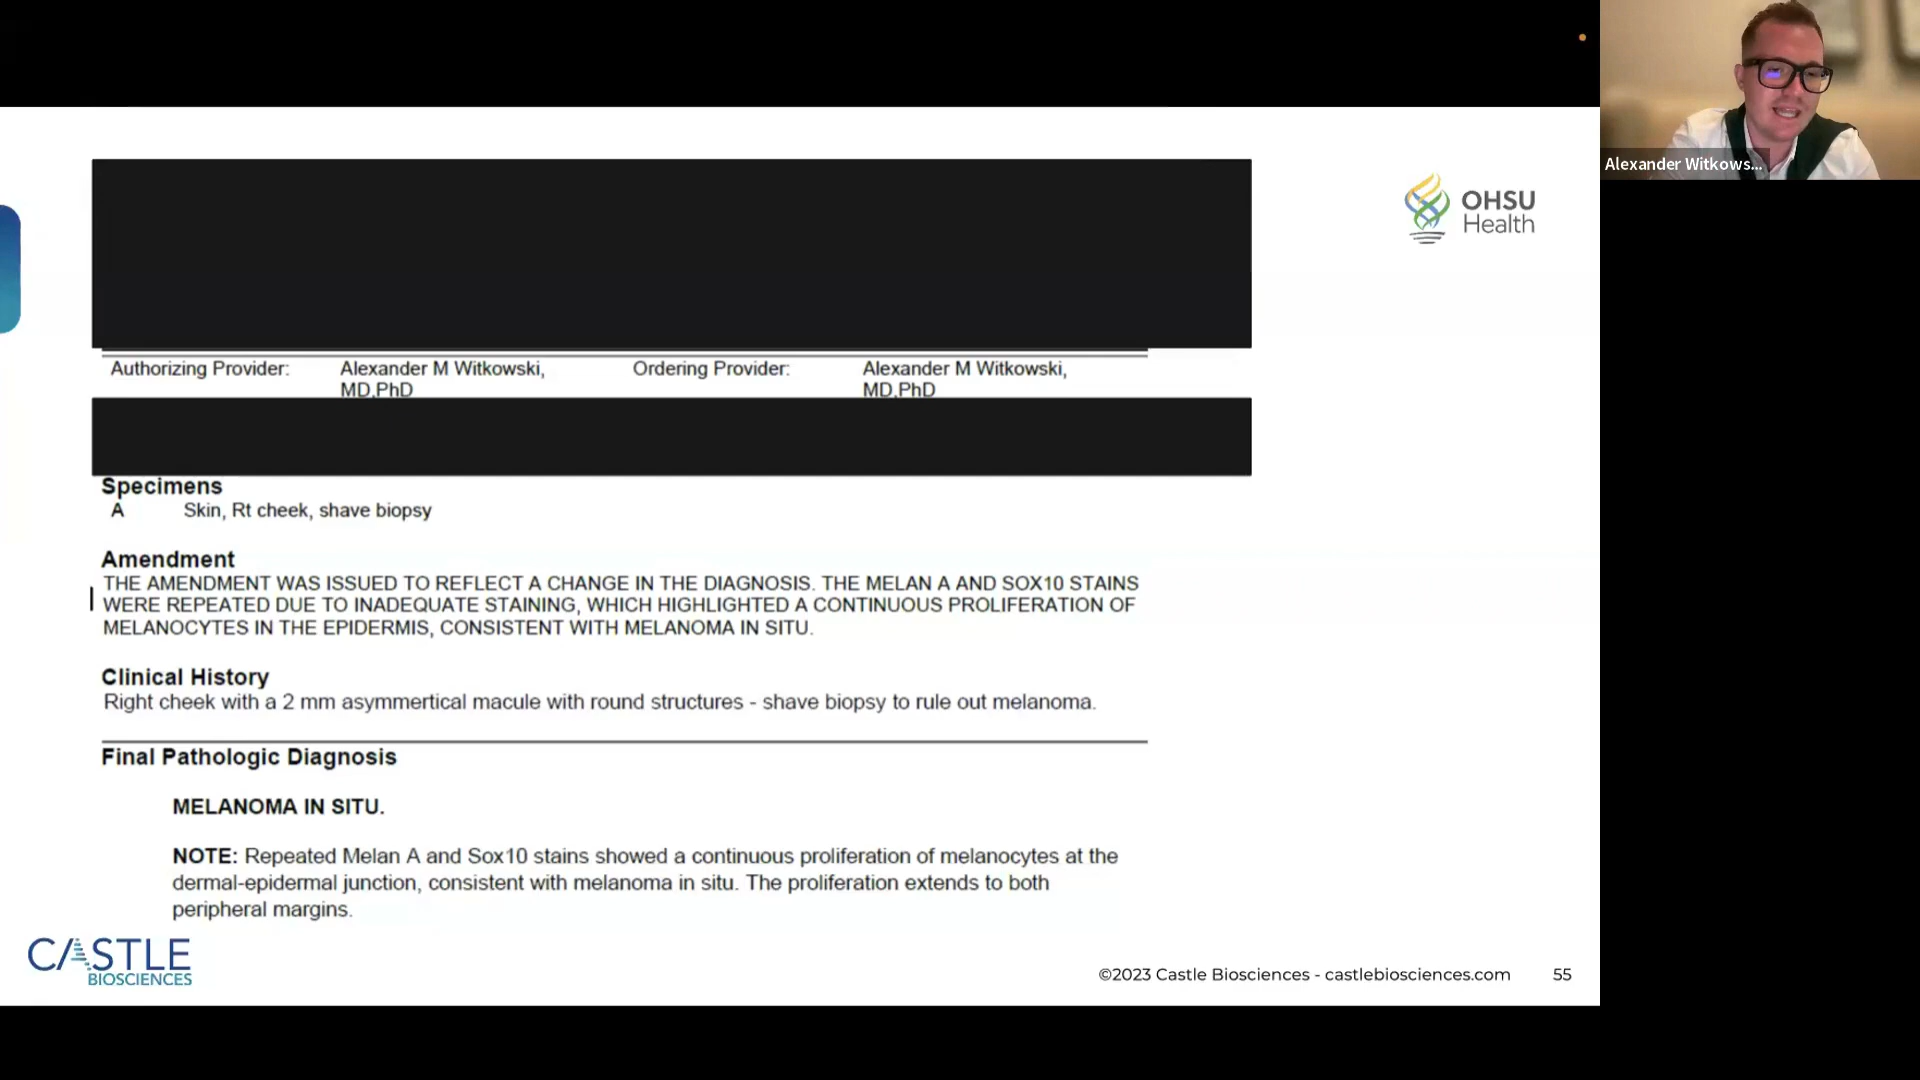 Alexander Witkows...
OHSU
Health
Authorizing Provider: Alexander M Witkowski, Ordering Provider: Alexander M Witkowski,
MD,PhD MD,PhD
Specimens
A Skin, Rt cheek, shave biopsy
Amendment
THE AMENDMENT WAS ISSUED TO REFLECT A CHANGE IN THE DIAGNOSIS. THE MELAN A AND SOX10 STAINS
WERE REPEATED DUE TO INADEQUATE STAINING, WHICH HIGHLIGHTED A CONTINUOUS PROLIFERATION OF
MELANOCYTES IN THE EPIDERMIS, CONSISTENT WITH MELANOMA IN SITU.
Clinical History
Right cheek with a 2 mm asymmertical macule with round structures - shave biopsy to rule out melanoma.
Final Pathologic Diagnosis
MELANOMA IN SITU.
NOTE: Repeated Melan A and Sox10 stains showed a continuous proliferation of melanocytes at the
dermal-epidermal junction, consistent with melanoma in situ. The proliferation extends to both
peripheral margins.
CASTLE
BIOSCIENCES
©2023 Castle Biosciences - castlebiosciences.com 55